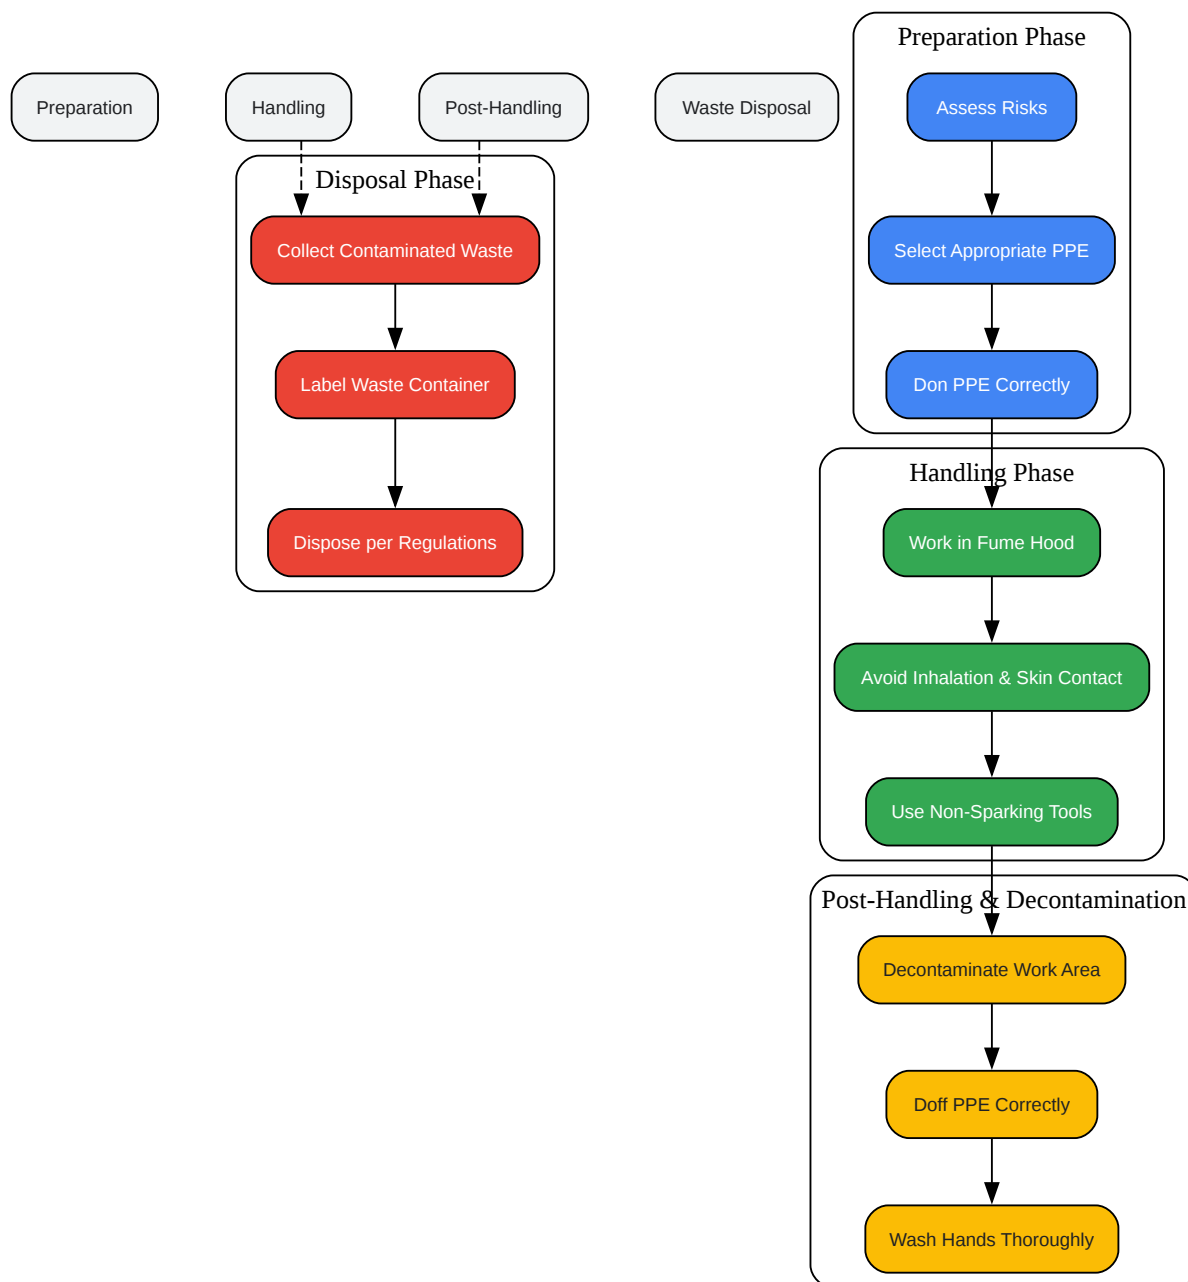 Preparation Phase
Preparation
Handling
Post-Handling
Waste Disposal
Assess Risks
Disposal Phase
Collect Contaminated Waste
Select Appropriate PPE
Label Waste Container
Don PPE Correctly
Handling Phase
Dispose per Regulations
Work in Fume Hood
Avoid Inhalation & Skin Contact
Use Non-Sparking Tools
Post-Handling & Decontamination
Decontaminate Work Area
Doff PPE Correctly
Wash Hands Thoroughly